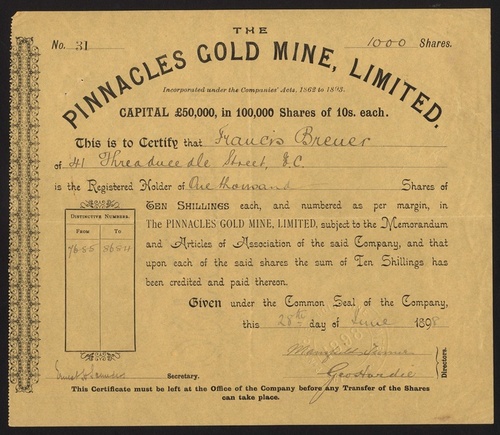 THE
No. 31
1000 Shares.
PINNACLES GOLD MINE, LIMITED.
Incorporated under the Companies' Acts, 1862 to 1893.
CAPITAL £50,000, in 100,000 Shares of 10s. each.
This is to Certify that Francis Breuer
of 41 Threadneedle Street, E.C.
is the Registered Holder of One thousand Shares of
TEN SHILLINGS each, and numbered as per margin, in
The PINNACLES GOLD MINE, LIMITED, subject to the Memorandum
and Articles of Association of the said Company, and that
upon each of the said shares the sum of Ten Shillings has
been credited and paid thereon.
DISTINCTIVE NUMBERS.
FROM TO
7685 8684
Given under the Common Seal of the Company,
this 28th day of June 1898
Directors.
Geo Hardie
Secretary.
This Certificate must be left at the Office of the Company before any Transfer of the Shares
can take place.